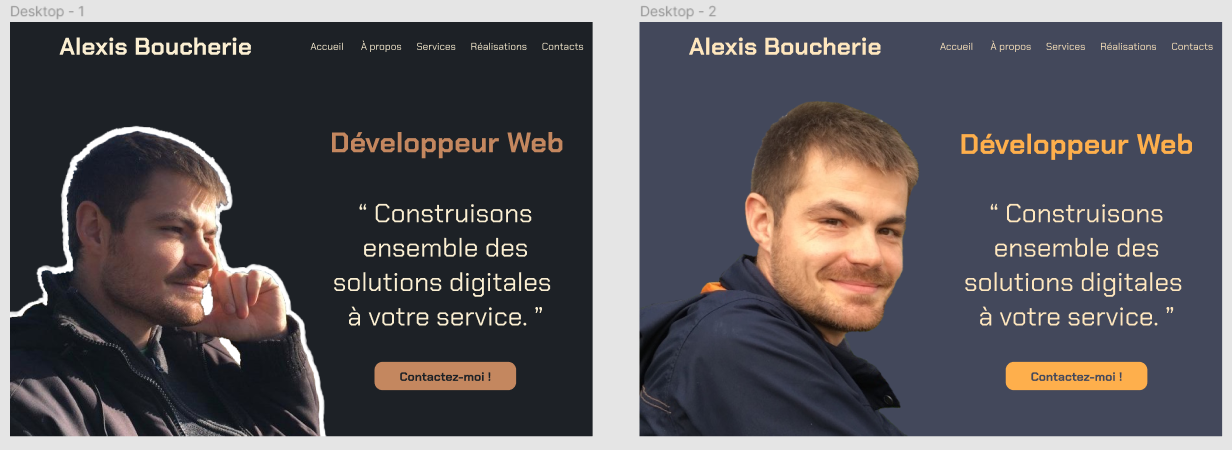 Desktop - 1
Alexis Boucherie
Accueil À propos Services Réalisations Contacts
Développeur Web
“ Construisons
ensemble des
solutions digitales
à votre service. ”
Contactez-moi !
Desktop - 2
Alexis Boucherie
Accueil À propos Services Réalisations Contacts
Développeur Web
“ Construisons
ensemble des
solutions digitales
à votre service. ”
Contactez-moi !